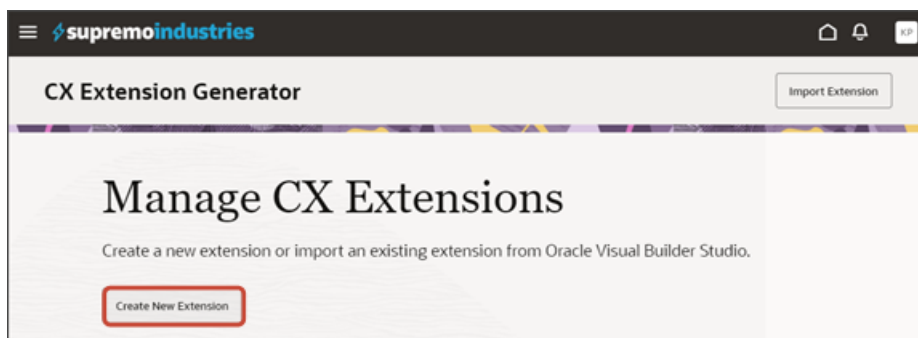 supremoindustries
KP
CX Extension Generator
Import Extension
Manage CX Extensions
Create a new extension or import an existing extension from Oracle Visual Builder Studio.
Create New Extension